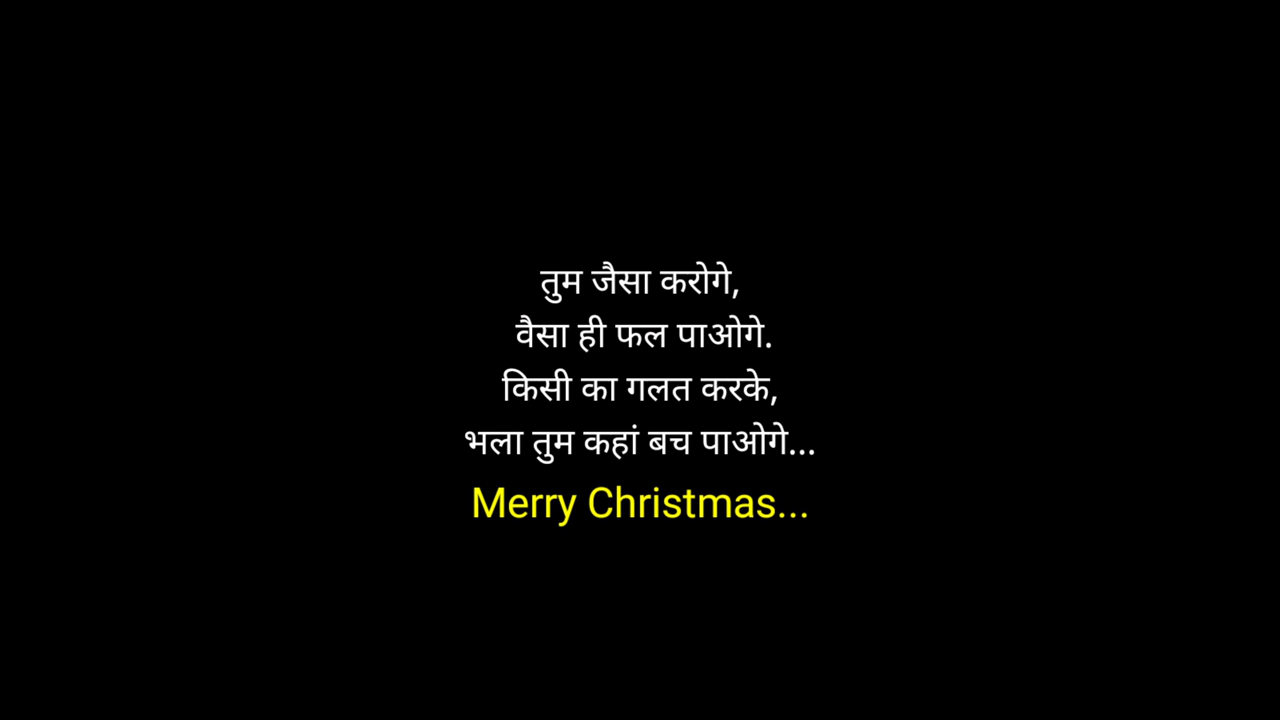 तुम जैसा करोगे,
वैसा ही फल पाओगे.
किसी का गलत करके,
भला तुम कहां बच पाओगे...
Merry Christmas...